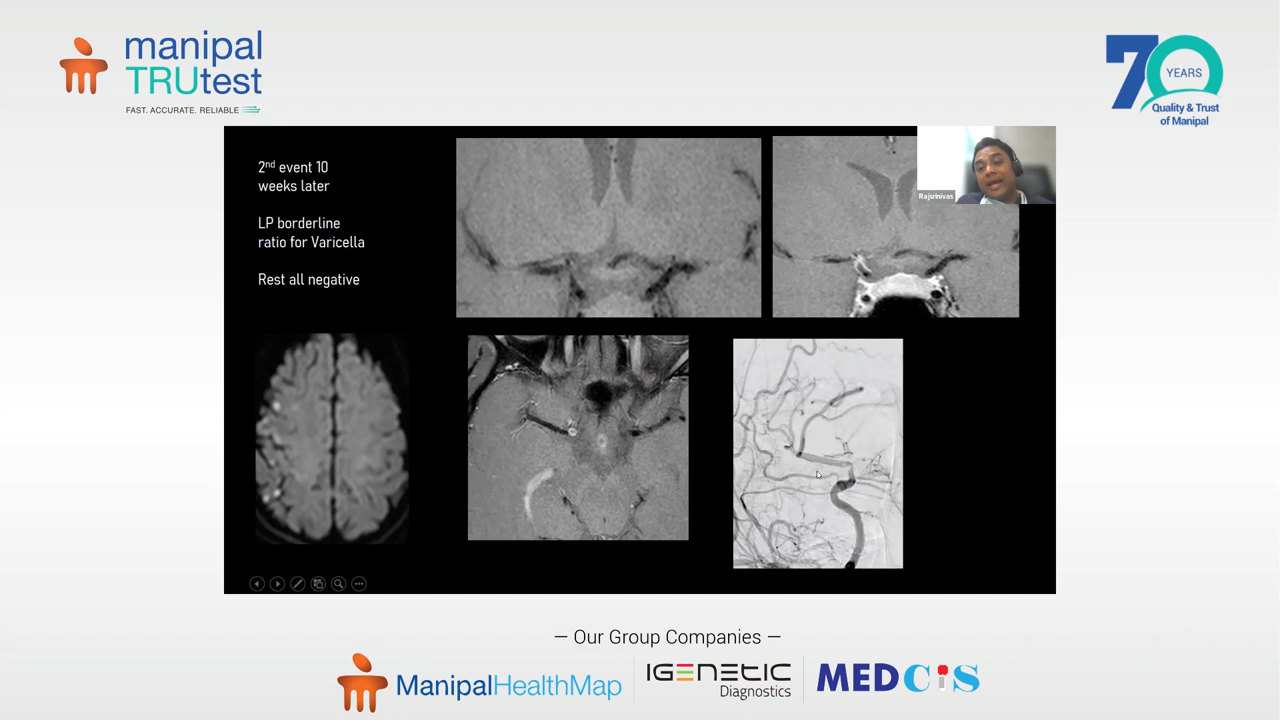 manipal
TRUtest
FAST. ACCURATE. RELIABLE
70
YEARS
Quality & Trust
of Manipal
2nd event 10
weeks later
LP borderline
ratio for Varicella
Rest all negative
Rajsrinivas
— Our Group Companies —
ManipalHealthMap
IGENETIC
Diagnostics
MEDCiS